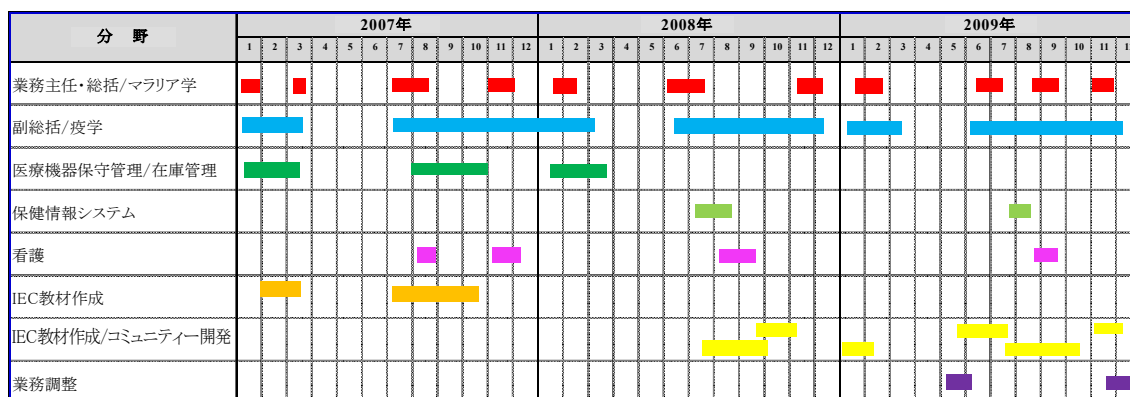 分 野
2007年 2008年 2009年
1 2 3 4 5 6 7 8 9 10 11 12 1 2 3 4 5 6 7 8 9 10 11 12 1 2 3 4 5 6 7 8 9 10 11
業務主任・総括/マラリア学
副総括/疫学
医療機器保守管理/在庫管理
保健情報システム
看護
IEC教材作成
IEC教材作成/コミュニティー開発
業務調整